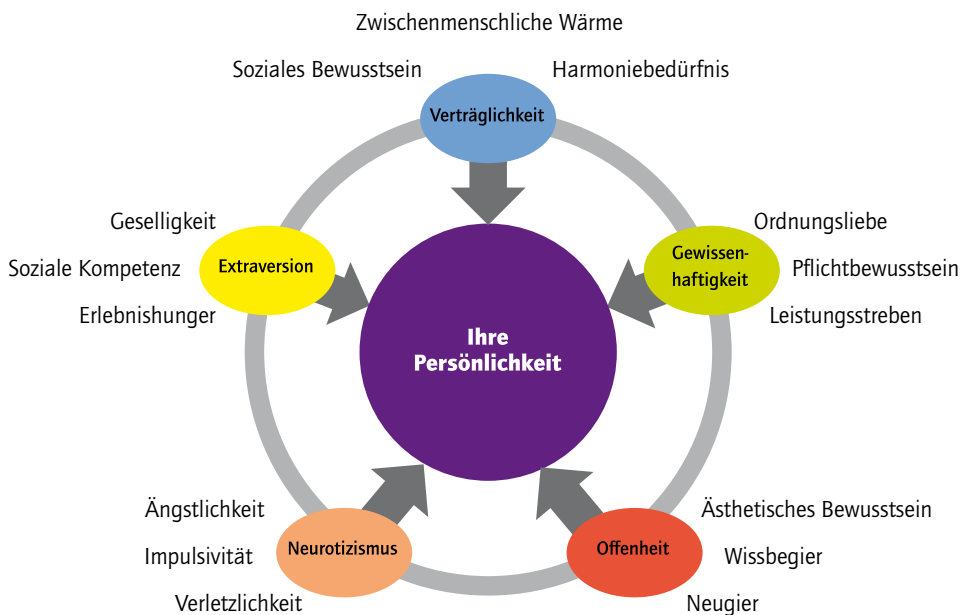 Zwischenmenschliche Wärme
Soziales Bewusstsein
Harmoniebedürfnis
Verträglichkeit
Geselligkeit
Soziale Kompetenz
Erlebnishunger
Extraversion
Ordnungsliebe
Pflichtbewusstsein
Leistungsstreben
Gewissen-
haftigkeit
Ihre
Persönlichkeit
Ängstlichkeit
Impulsivität
Verletzlichkeit
Neurotizismus
Offenheit
Ästhetisches Bewusstsein
Wissbegier
Neugier